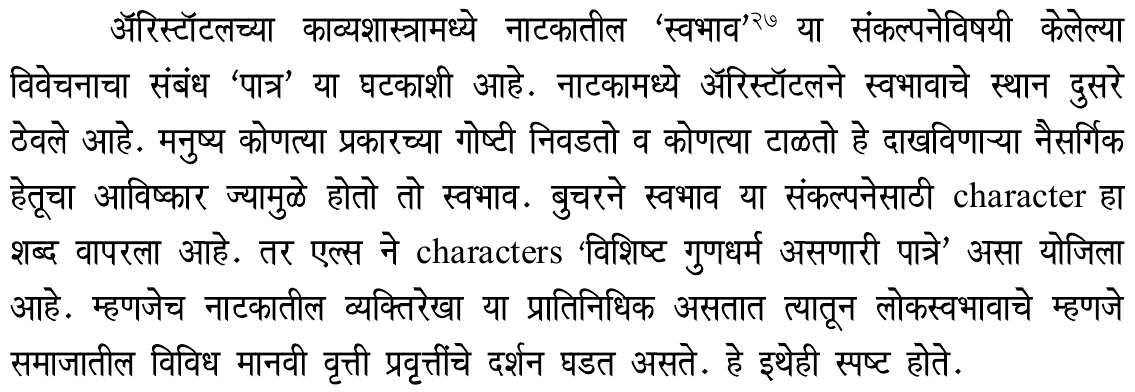 ॲरिस्टॉटलच्या काव्यशास्त्रामध्ये नाटकातील ‘स्वभाव’²⁷ या संकल्पनेविषयी केलेल्या
विवेचनाचा संबंध ‘पात्र’ या घटकाशी आहे. नाटकामध्ये ॲरिस्टॉटलने स्वभावाचे स्थान दुसरे
ठेवले आहे. मनुष्य कोणत्या प्रकारच्या गोष्टी निवडतो व कोणत्या टाळतो हे दाखविणाऱ्या नैसर्गिक
हेतूचा आविष्कार ज्यामुळे होतो तो स्वभाव. बुचरने स्वभाव या संकल्पनेसाठी character हा
शब्द वापरला आहे. तर एल्स ने characters ‘विशिष्ट गुणधर्म असणारी पात्रे’ असा योजिला
आहे. म्हणजेच नाटकातील व्यक्तिरेखा या प्रातिनिधिक असतात त्यातून लोकस्वभावाचे म्हणजे
समाजातील विविध मानवी वृत्ती प्रवृत्तींचे दर्शन घडत असते. हे इथेही स्पष्ट होते.